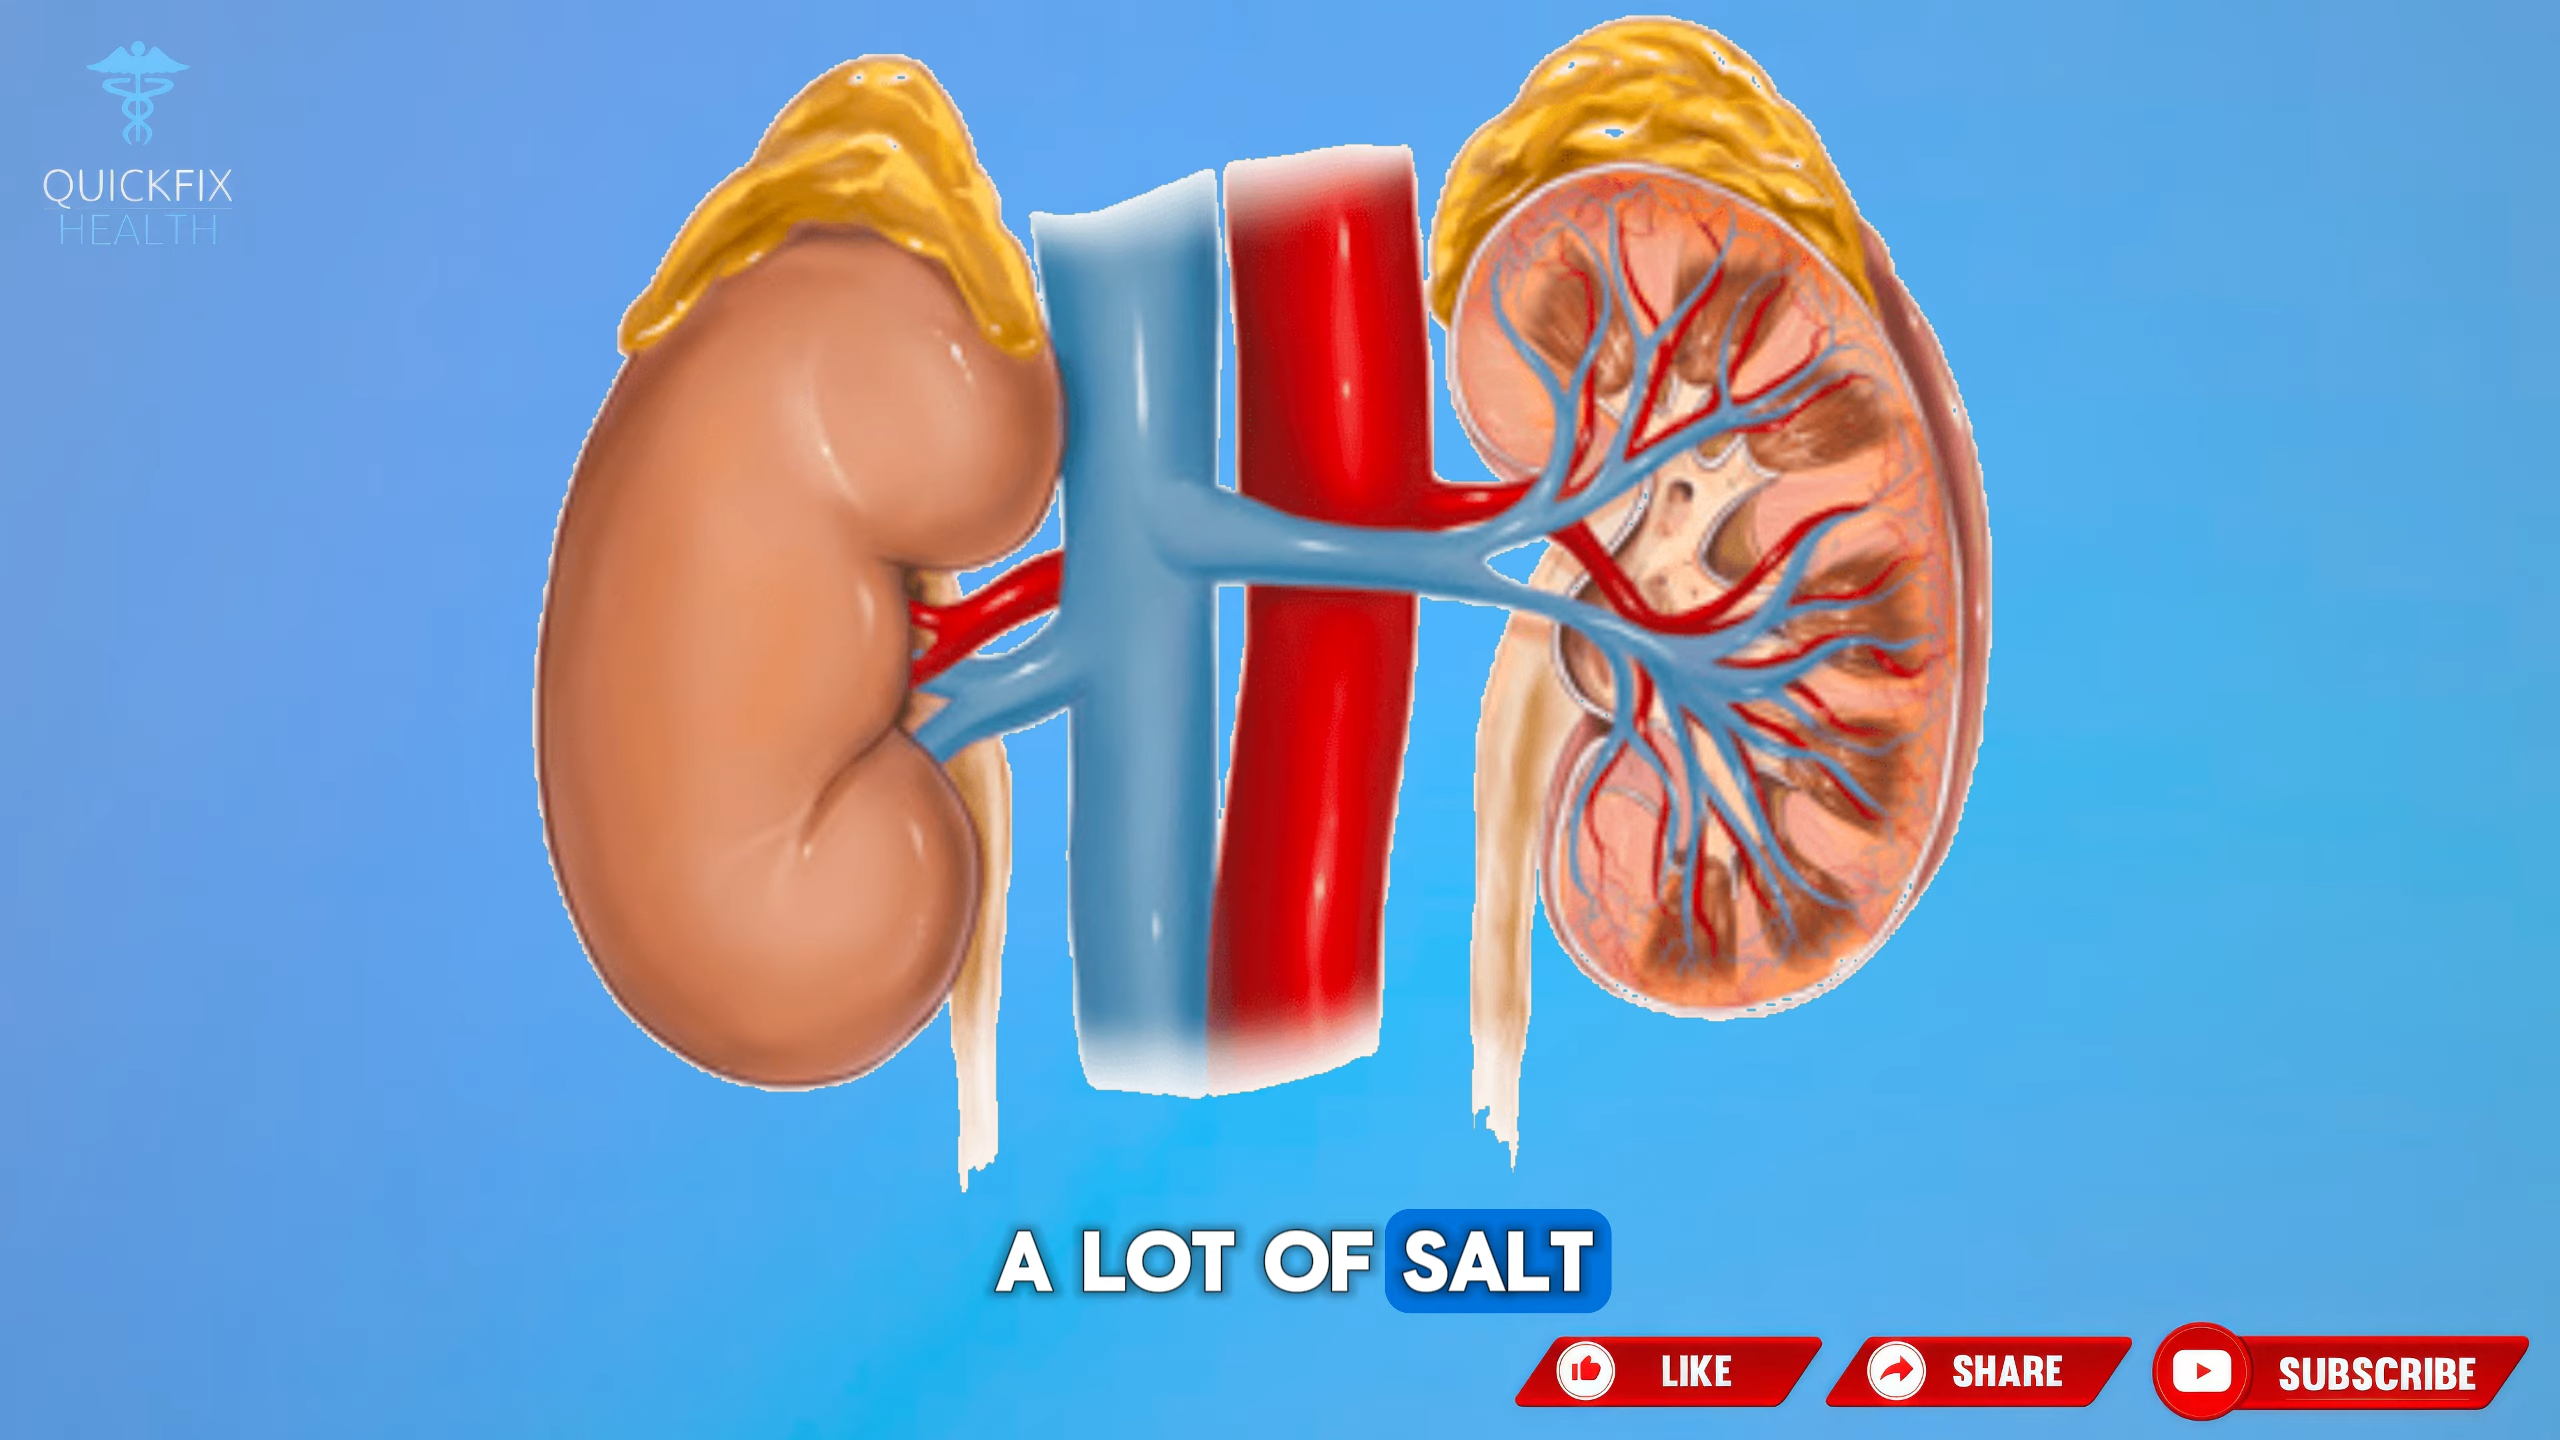 QUICKFIX
HEALTH
A LOT OF SALT
LIKE
SHARE
SUBSCRIBE